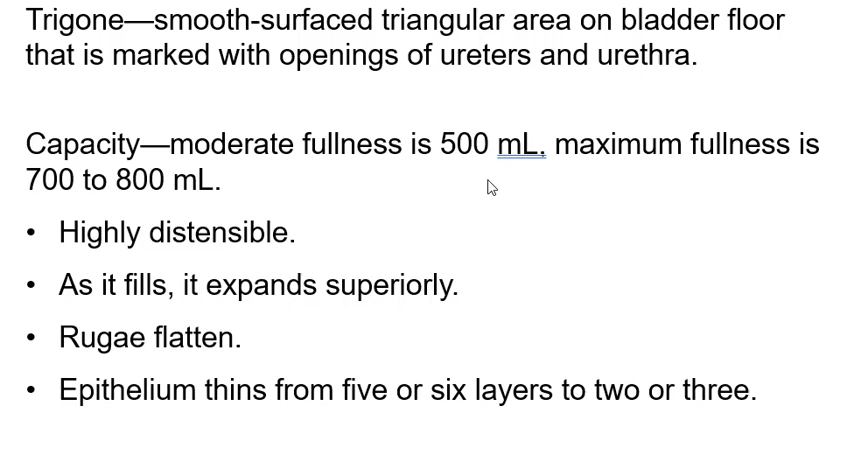 Trigone—smooth-surfaced triangular area on bladder floor
that is marked with openings of ureters and urethra.
Capacity—moderate fullness is 500 mL, maximum fullness is
700 to 800 mL.
• Highly distensible.
• As it fills, it expands superiorly.
• Rugae flatten.
• Epithelium thins from five or six layers to two or three.